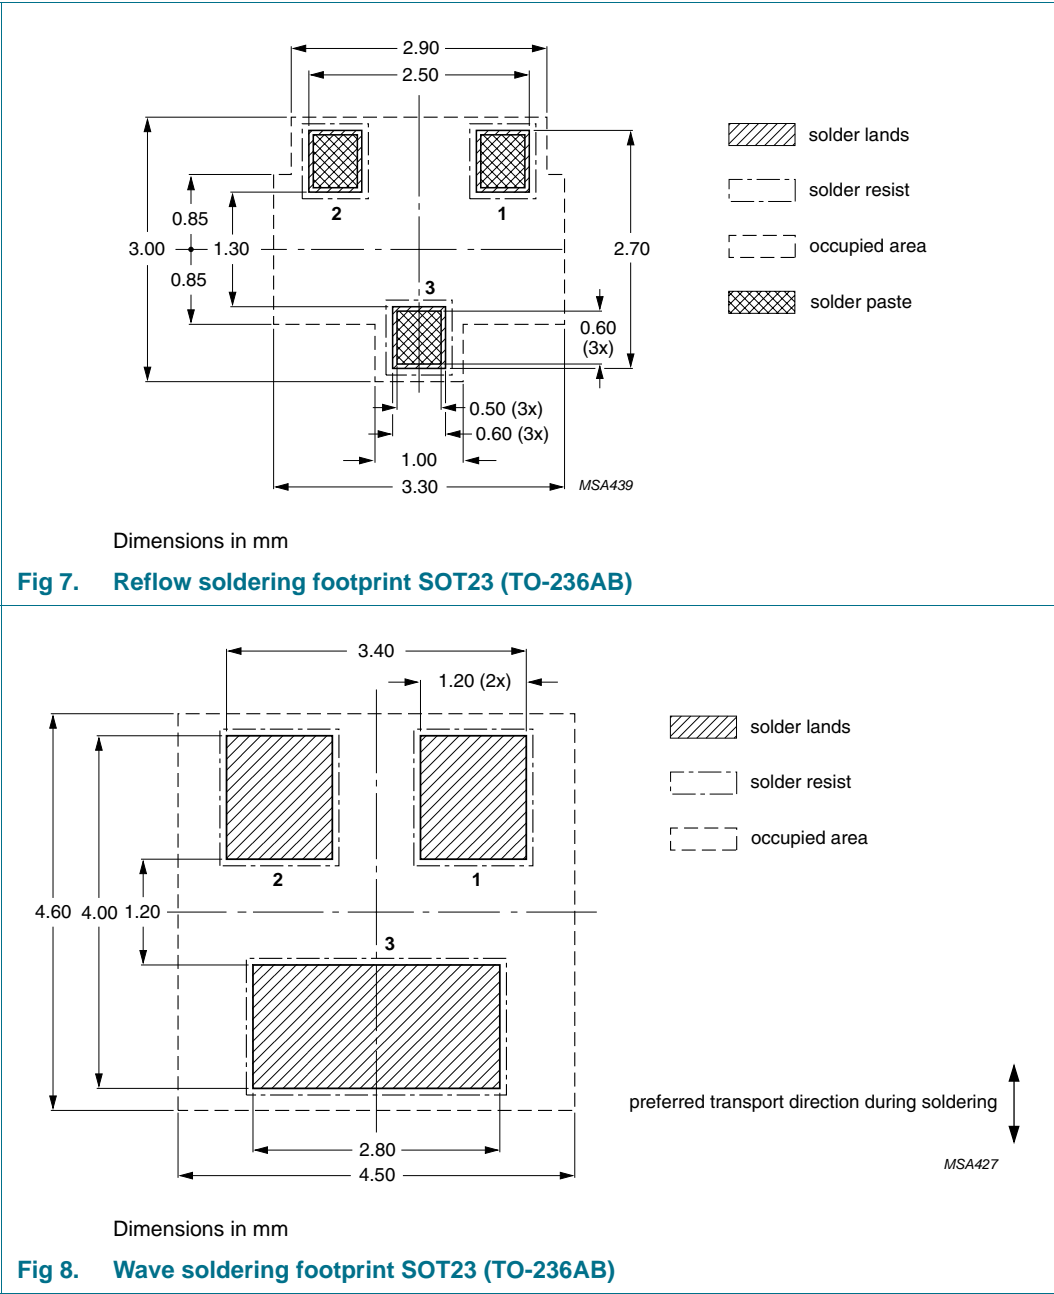 2.90
2.50
solder lands
solder resist
2 1
0.85
3.00 1.30 2.70 occupied area
0.85
3 solder paste
0.60
(3x)
0.50 (3x)
0.60 (3x)
1.00
3.30 MSA439
Dimensions in mm
Fig 7. Reflow soldering footprint SOT23 (TO-236AB)
3.40
1.20 (2x)
solder lands
solder resist
occupied area
2 1
4.60 4.00 1.20
3
preferred transport direction during soldering
2.80
MSA427
4.50
Dimensions in mm
Fig 8. Wave soldering footprint SOT23 (TO-236AB)